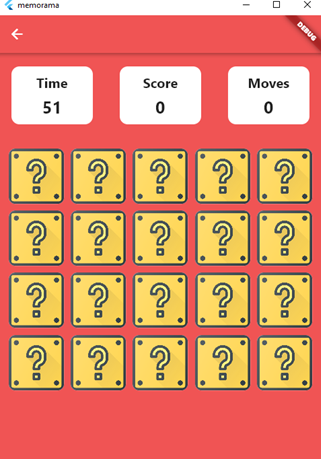 memorama
DEBUG
Time
51
Score
0
Moves
0
? ? ? ? ?
? ? ? ? ?
? ? ? ? ?
? ? ? ? ?